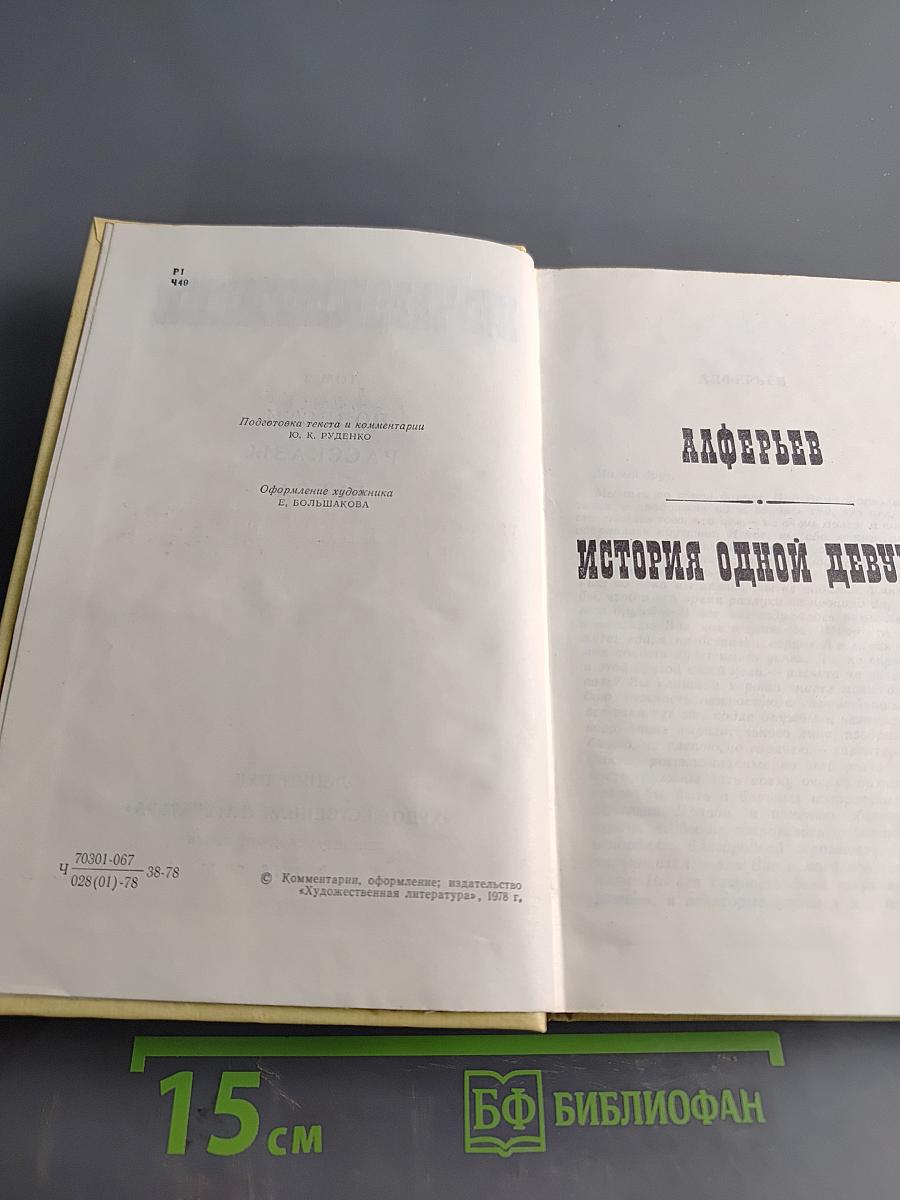 Р1
Ч49
Подготовка текста и комментарии
Ю. К. РУДЕНКО
Оформление художника
Е. БОЛЬШАКОВА
Ч 70301-067 38-78
028(01)-78
© Комментарии, оформление; издательство
«Художественная литература», 1978 г.
АЛФЕРЬЕВ
ИСТОРИЯ ОДНОЙ ДЕВУ
15 см
БФ БИБЛИОФАН